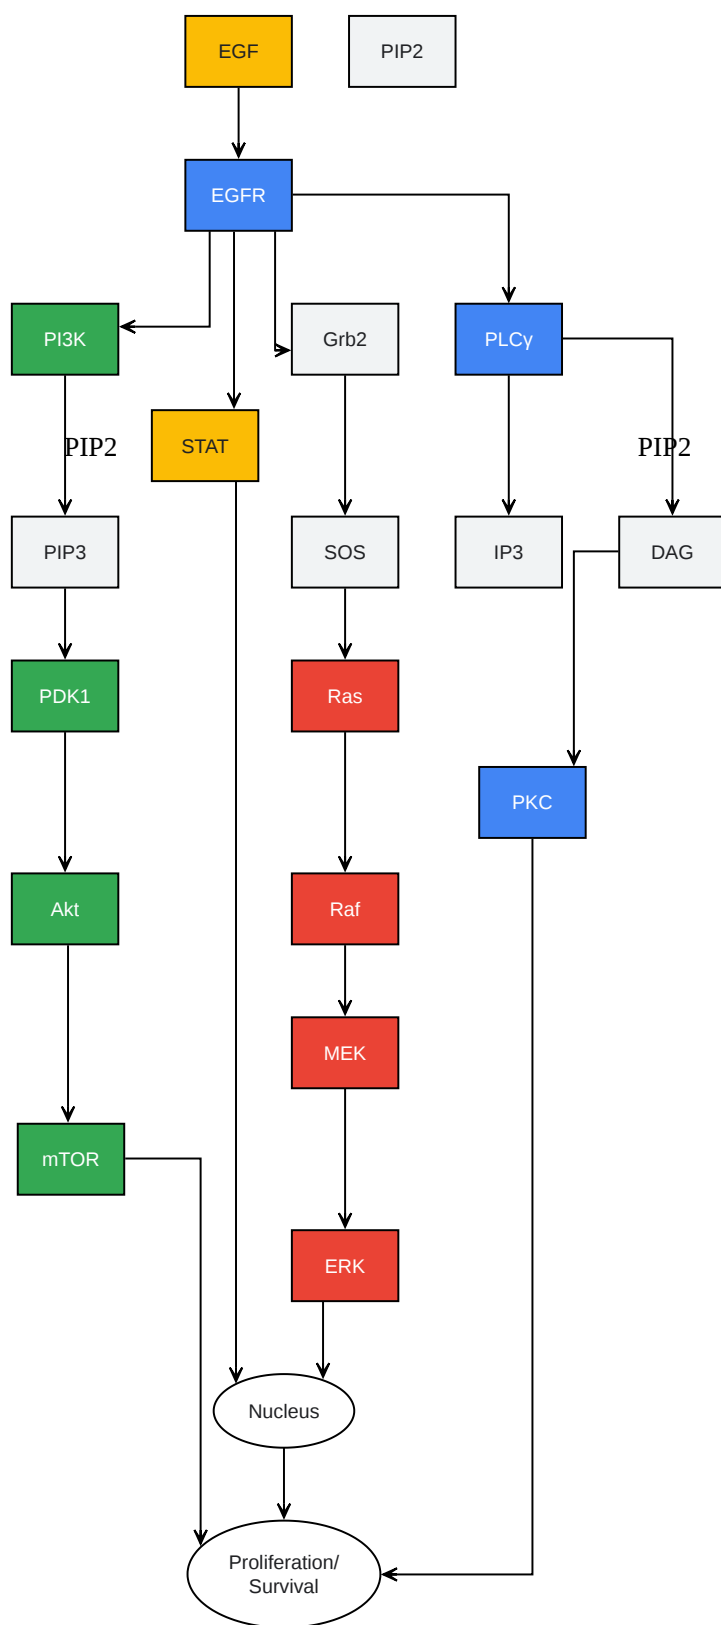 EGF
PIP2
EGFR
PI3K
Grb2
PLCγ
STAT
PIP2
PIP2
PIP3
SOS
IP3
DAG
PDK1
Ras
PKC
Akt
Raf
MEK
mTOR
ERK
Nucleus
Proliferation/
Survival